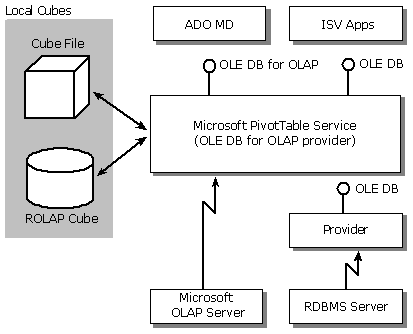 Local Cubes
Cube File
ROLAP Cube
ADO MD
ISV Apps
OLE DB for OLAP
OLE DB
Microsoft PivotTable Service
(OLE DB for OLAP provider)
OLE DB
Provider
Microsoft
OLAP Server
RDBMS Server